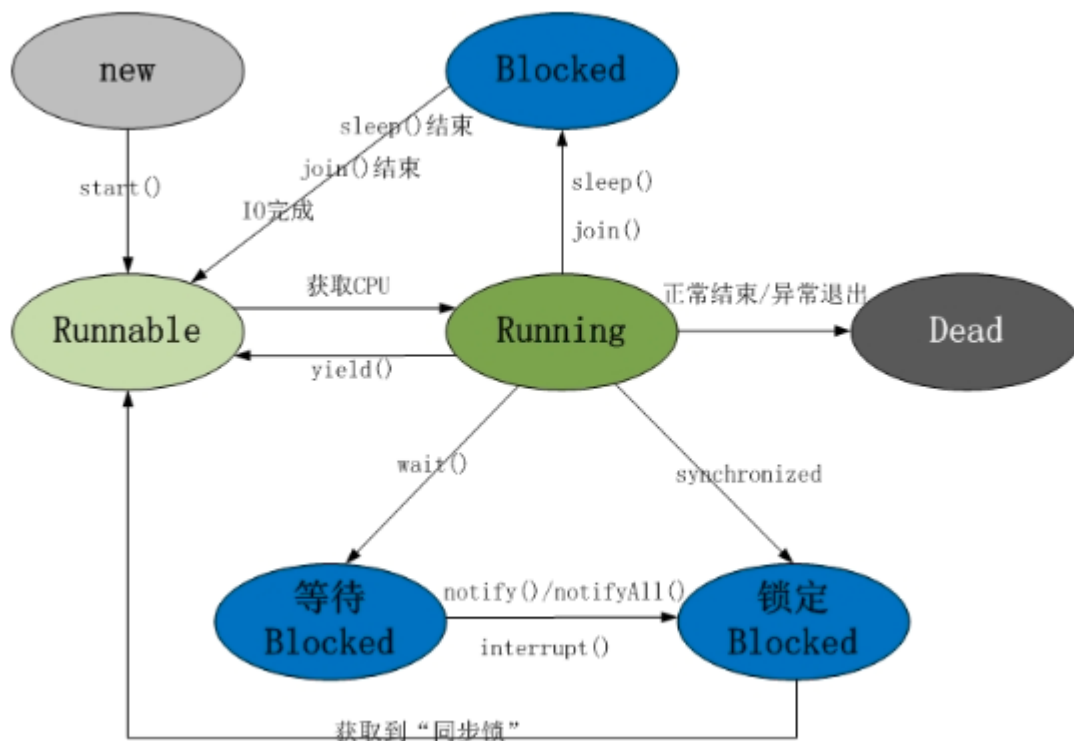 new
Blocked
sleep()结束
join()结束
IO完成
start()
sleep()
join()
获取CPU
正常结束/异常退出
Runnable
Running
Dead
yield()
wait()
synchronized
等待
Blocked
notify()/notifyAll()
interrupt()
锁定
Blocked
获取到“同步锁”